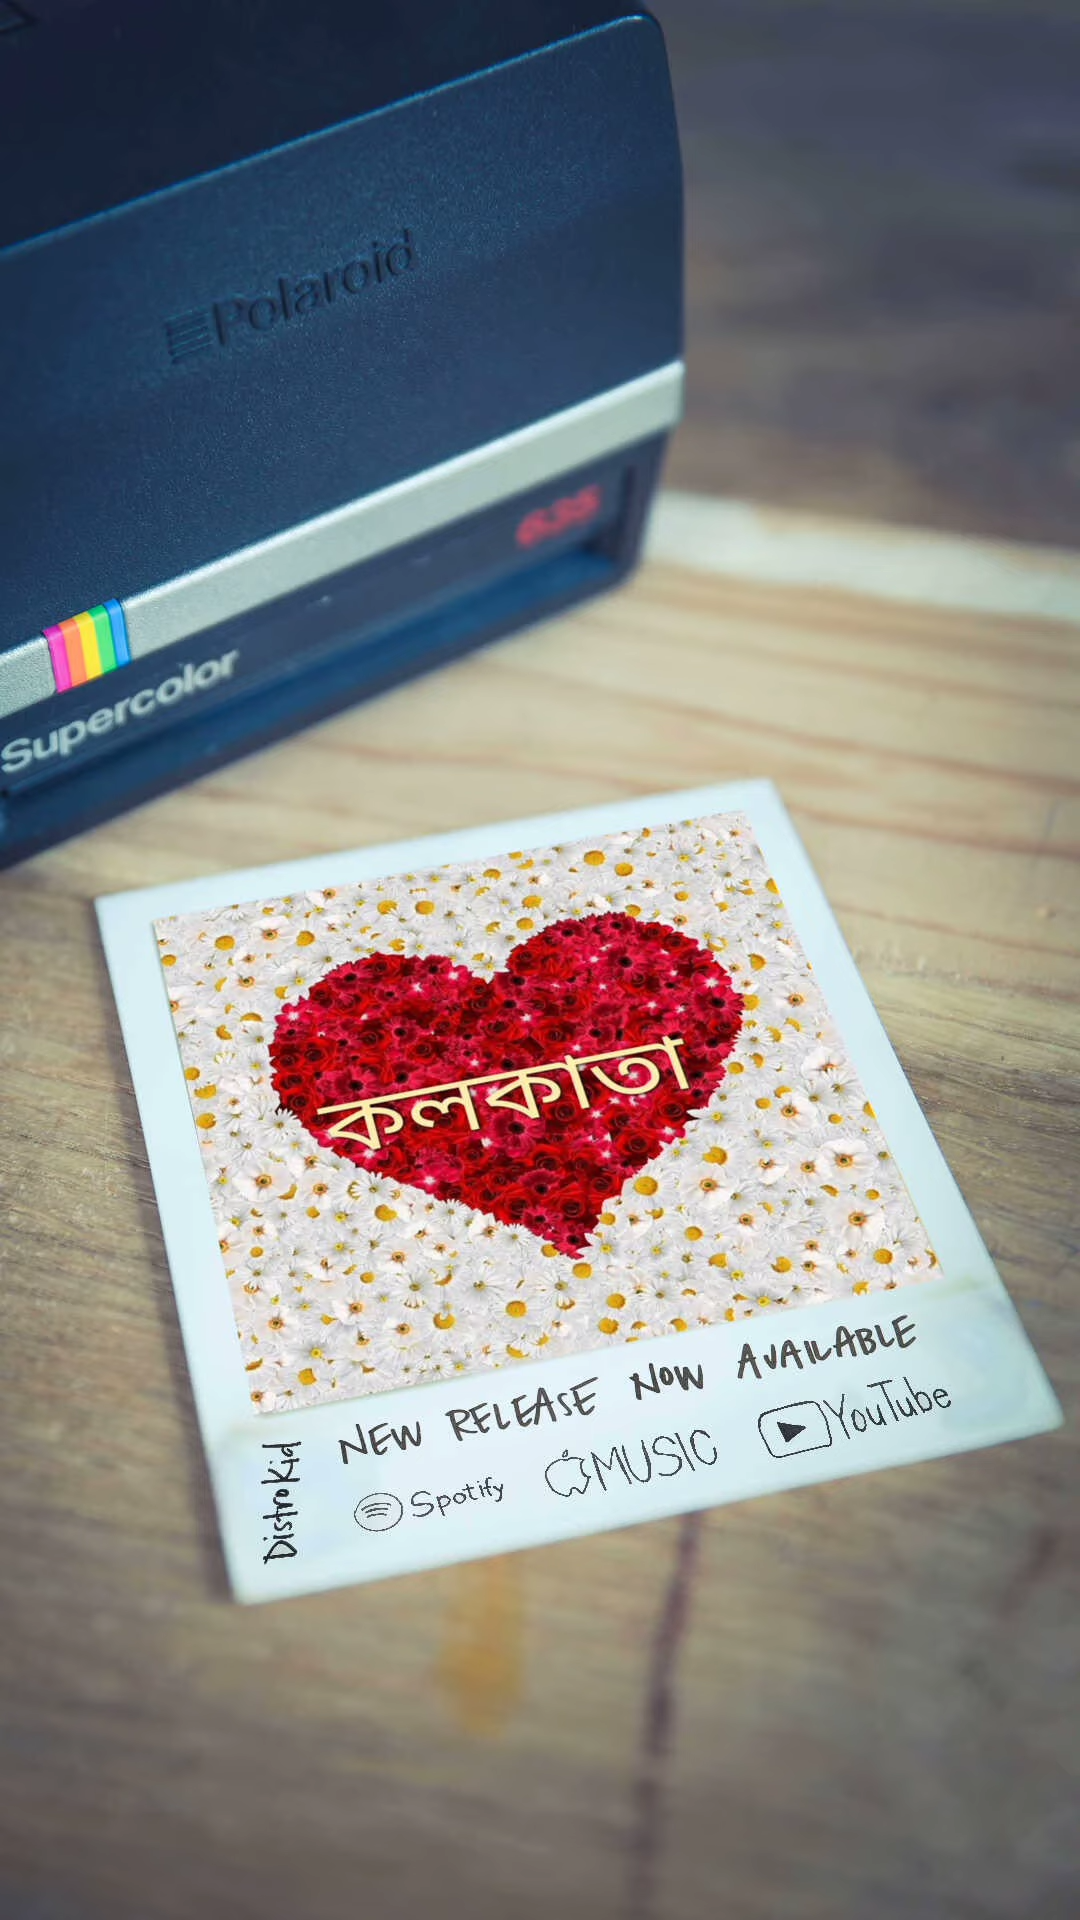 Polaroid
635
Supercolor
কলকাতা
NEW RELEASE NOW AVAILABLE
DistroKid
Spotify
MUSIC
YouTube